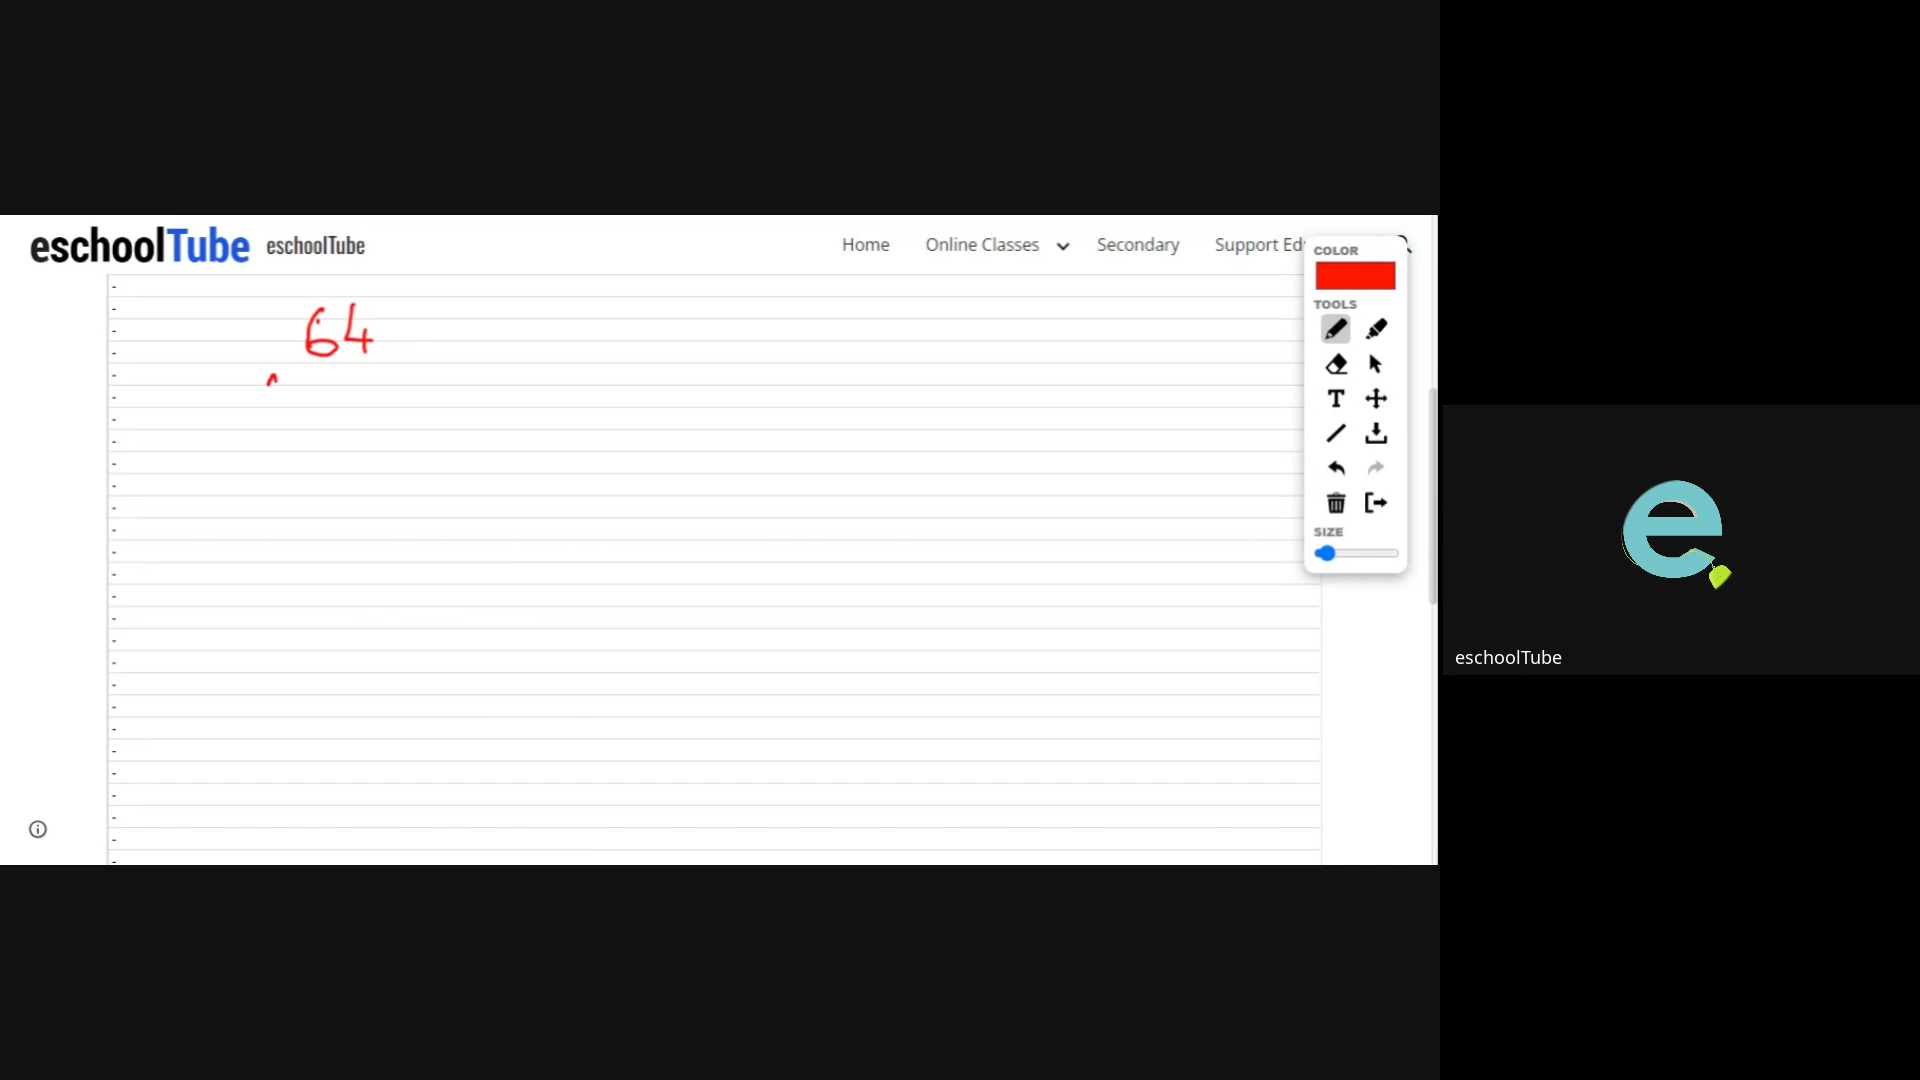 eschoolTube eschoolTube Home Online Classes Secondary Support Ed
COLOR
TOOLS
SIZE
64
eschoolTube